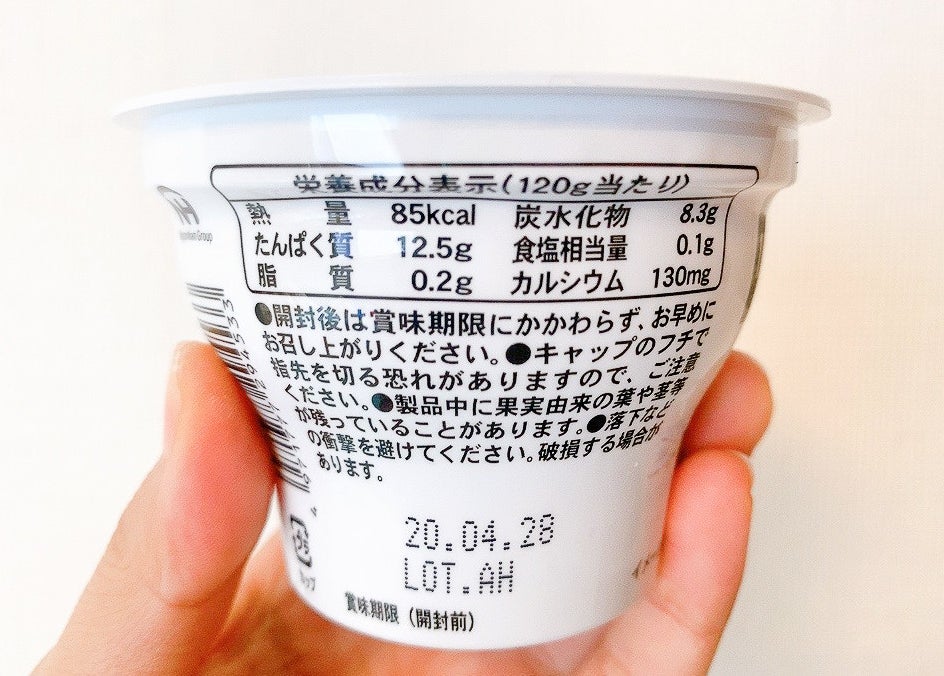 栄養成分表示(120g当たり)
熱 量 85kcal 炭水化物 8.3g
たんぱく質 12.5g 食塩相当量 0.1g
脂 質 0.2g カルシウム 130mg
●開封後は賞味期限にかかわらず、お早めに
お召し上がりください。●キャップのフチで
指先を切る恐れがありますので、ご注意
ください。●製品中に果実由来の葉や茎等
が残っていることがあります。●落下など
の衝撃を避けてください。破損する場合が
あります。
20.04.28
LOT.AH
賞味期限(開封前)
Group